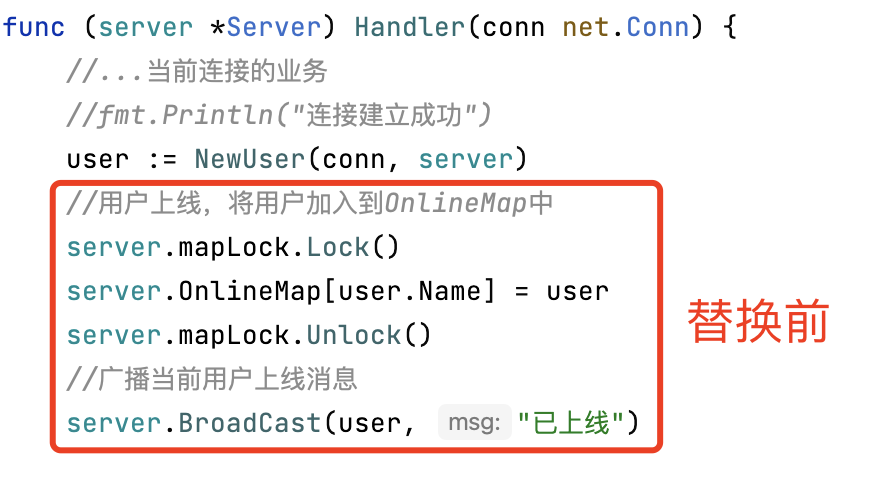 func (server *Server) Handler(conn net.Conn) {
//...当前连接的业务
//fmt.Println("连接建立成功")
user := NewUser(conn, server)
//用户上线，将用户加入到OnlineMap中
server.mapLock.Lock()
server.OnlineMap[user.Name] = user
server.mapLock.Unlock()
//广播当前用户上线消息
server.BroadCast(user, msg: "已上线")
替换前